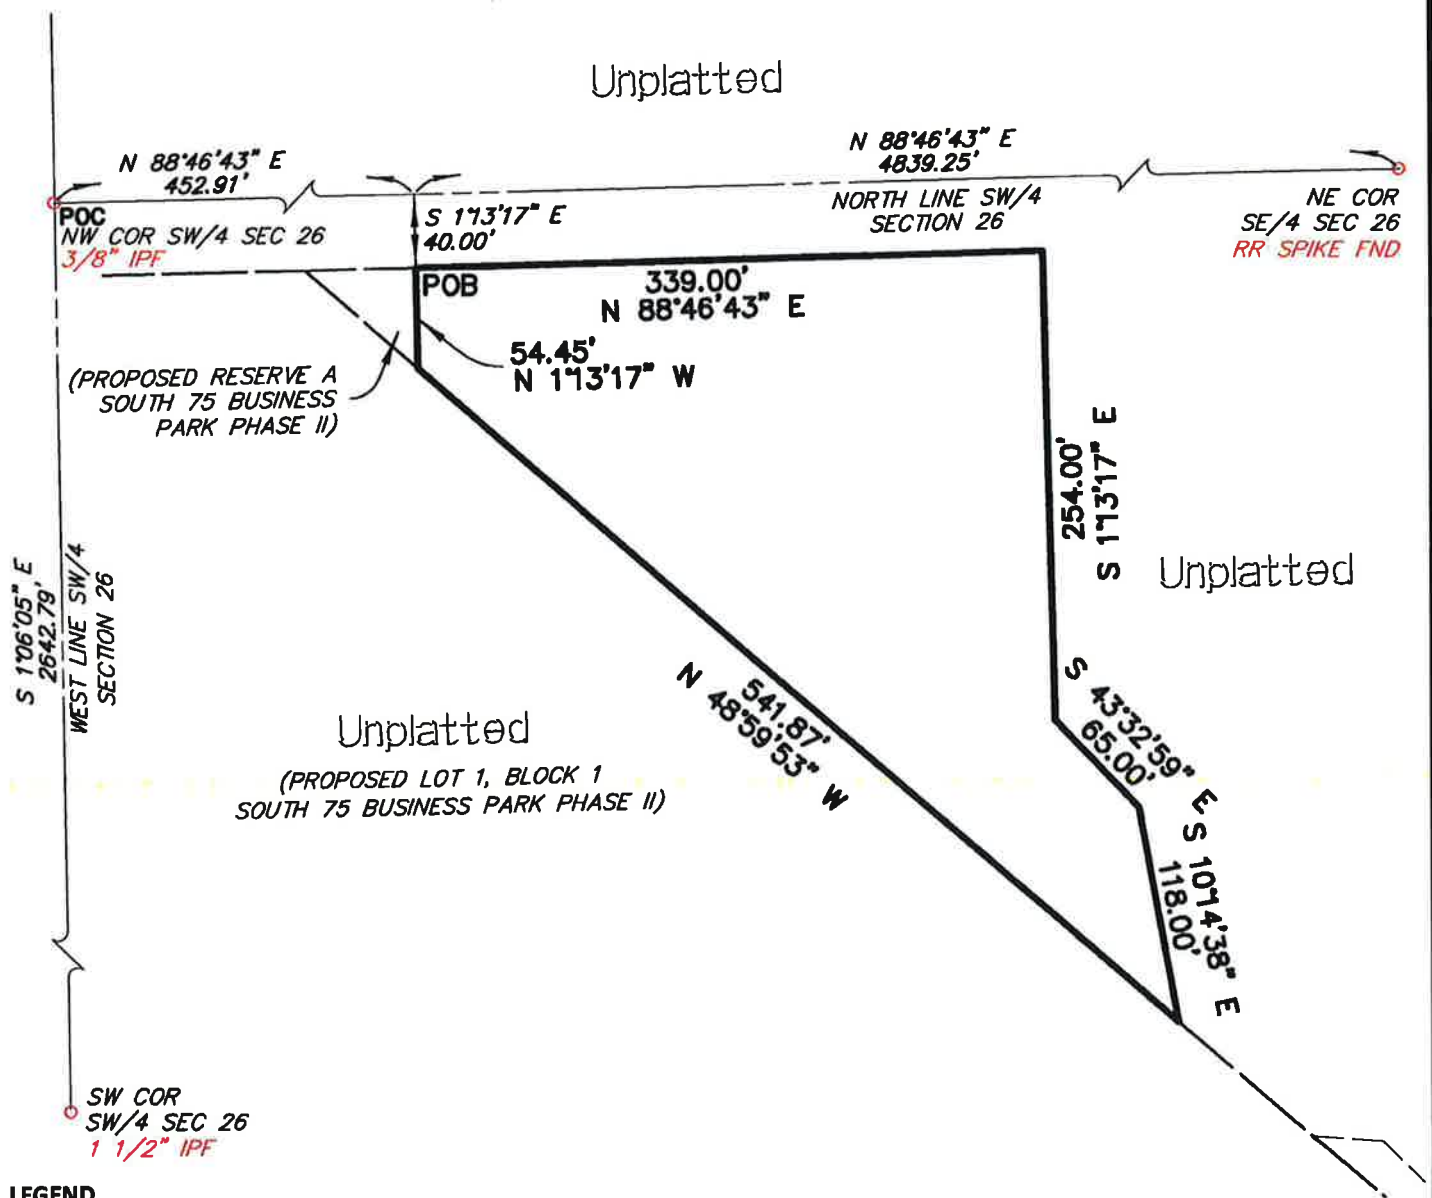 Unplatted
N 88°46'43" E
452.91'
N 88°46'43" E
4839.25'
POC
NW COR SW/4 SEC 26
3/8" IPF
S 1°13'17" E
40.00'
NORTH LINE SW/4
SECTION 26
NE COR
SE/4 SEC 26
RR SPIKE FND
POB
339.00'
N 88°46'43" E
54.45'
N 1°13'17" W
(PROPOSED RESERVE A
SOUTH 75 BUSINESS
PARK PHASE II)
254.00'
S 1°13'17" E
Unplatted
S 1°06'05" E
2642.79'
WEST LINE SW/4
SECTION 26
S 43°32'59" E
65.00'
541.87'
N 48°59'53" W
Unplatted
(PROPOSED LOT 1, BLOCK 1
SOUTH 75 BUSINESS PARK PHASE II)
S 10°14'38" E
118.00'
SW COR
SW/4 SEC 26
1 1/2" IPF
LEGEND